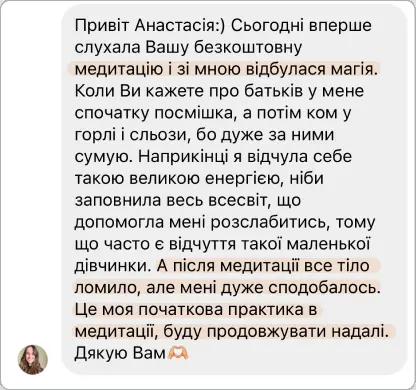 Привіт Анастасія:) Сьогодні вперше
слухала Вашу безкоштовну
медитацію і зі мною відбулася магія.
Коли Ви кажете про батьків у мене
спочатку посмішка, а потім ком у
горлі і сльози, бо дуже за ними
сумую. Наприкінці я відчула себе
такою великою енергією, ніби
заповнила весь всесвіт, що
допомогла мені розслабитись, тому
що часто є відчуття такої маленької
дівчинки. А після медитації все тіло
ломило, але мені дуже сподобалось.
Це моя початкова практика в
медитації, буду продовжувати надалі.
Дякую Вам🫶🏻